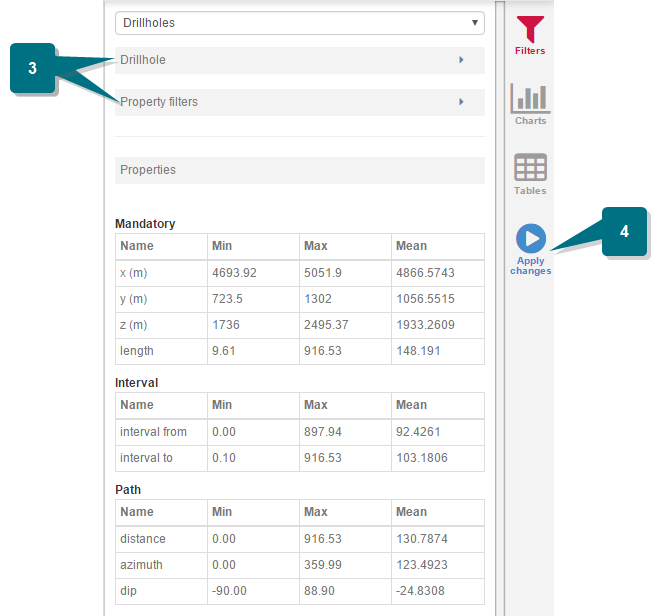 Drillholes
3
Drillhole
Property filters
Properties
Mandatory
Name Min Max Mean
x (m) 4693.92 5051.9 4866.5743
y (m) 723.5 1302 1056.5515
z (m) 1736 2495.37 1933.2609
length 9.61 916.53 148.191
Interval
Name Min Max Mean
interval from 0.00 897.94 92.4261
interval to 0.10 916.53 103.1806
Path
Name Min Max Mean
distance 0.00 916.53 130.7874
azimuth 0.00 359.99 123.4923
dip -90.00 88.90 -24.8308
Filters
Charts
Tables
Apply
changes
4